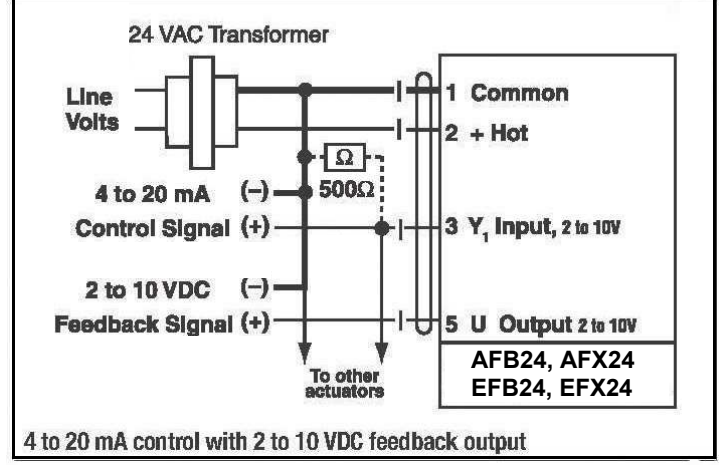 24 VAC Transformer
Line
Volts
1 Common
2 + Hot
Ω
500Ω
4 to 20 mA (–)
Control Signal (+)
3 Y1 Input, 2 to 10V
2 to 10 VDC (–)
Feedback Signal (+)
5 U Output 2 to 10V
To other
actuators
AFB24, AFX24
EFB24, EFX24
4 to 20 mA control with 2 to 10 VDC feedback output